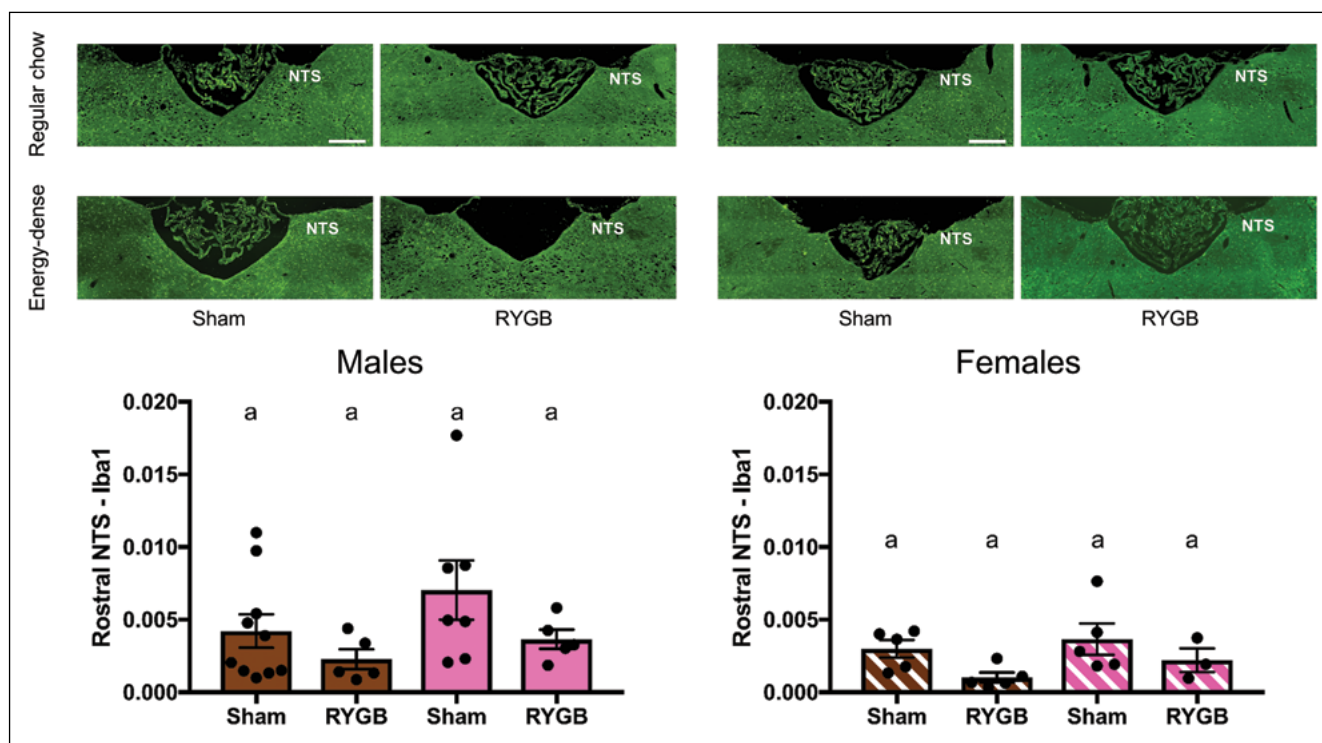 Regular chow
NTS
NTS
NTS
NTS
Energy-dense
NTS
NTS
NTS
NTS
Sham
RYGB
Sham
RYGB
Males
Rostral NTS - Iba1
0.020
0.015
0.010
0.005
0.000
a
a
a
a
Sham
RYGB
Sham
RYGB
Females
Rostral NTS - Iba1
0.020
0.015
0.010
0.005
0.000
a
a
a
a
Sham
RYGB
Sham
RYGB